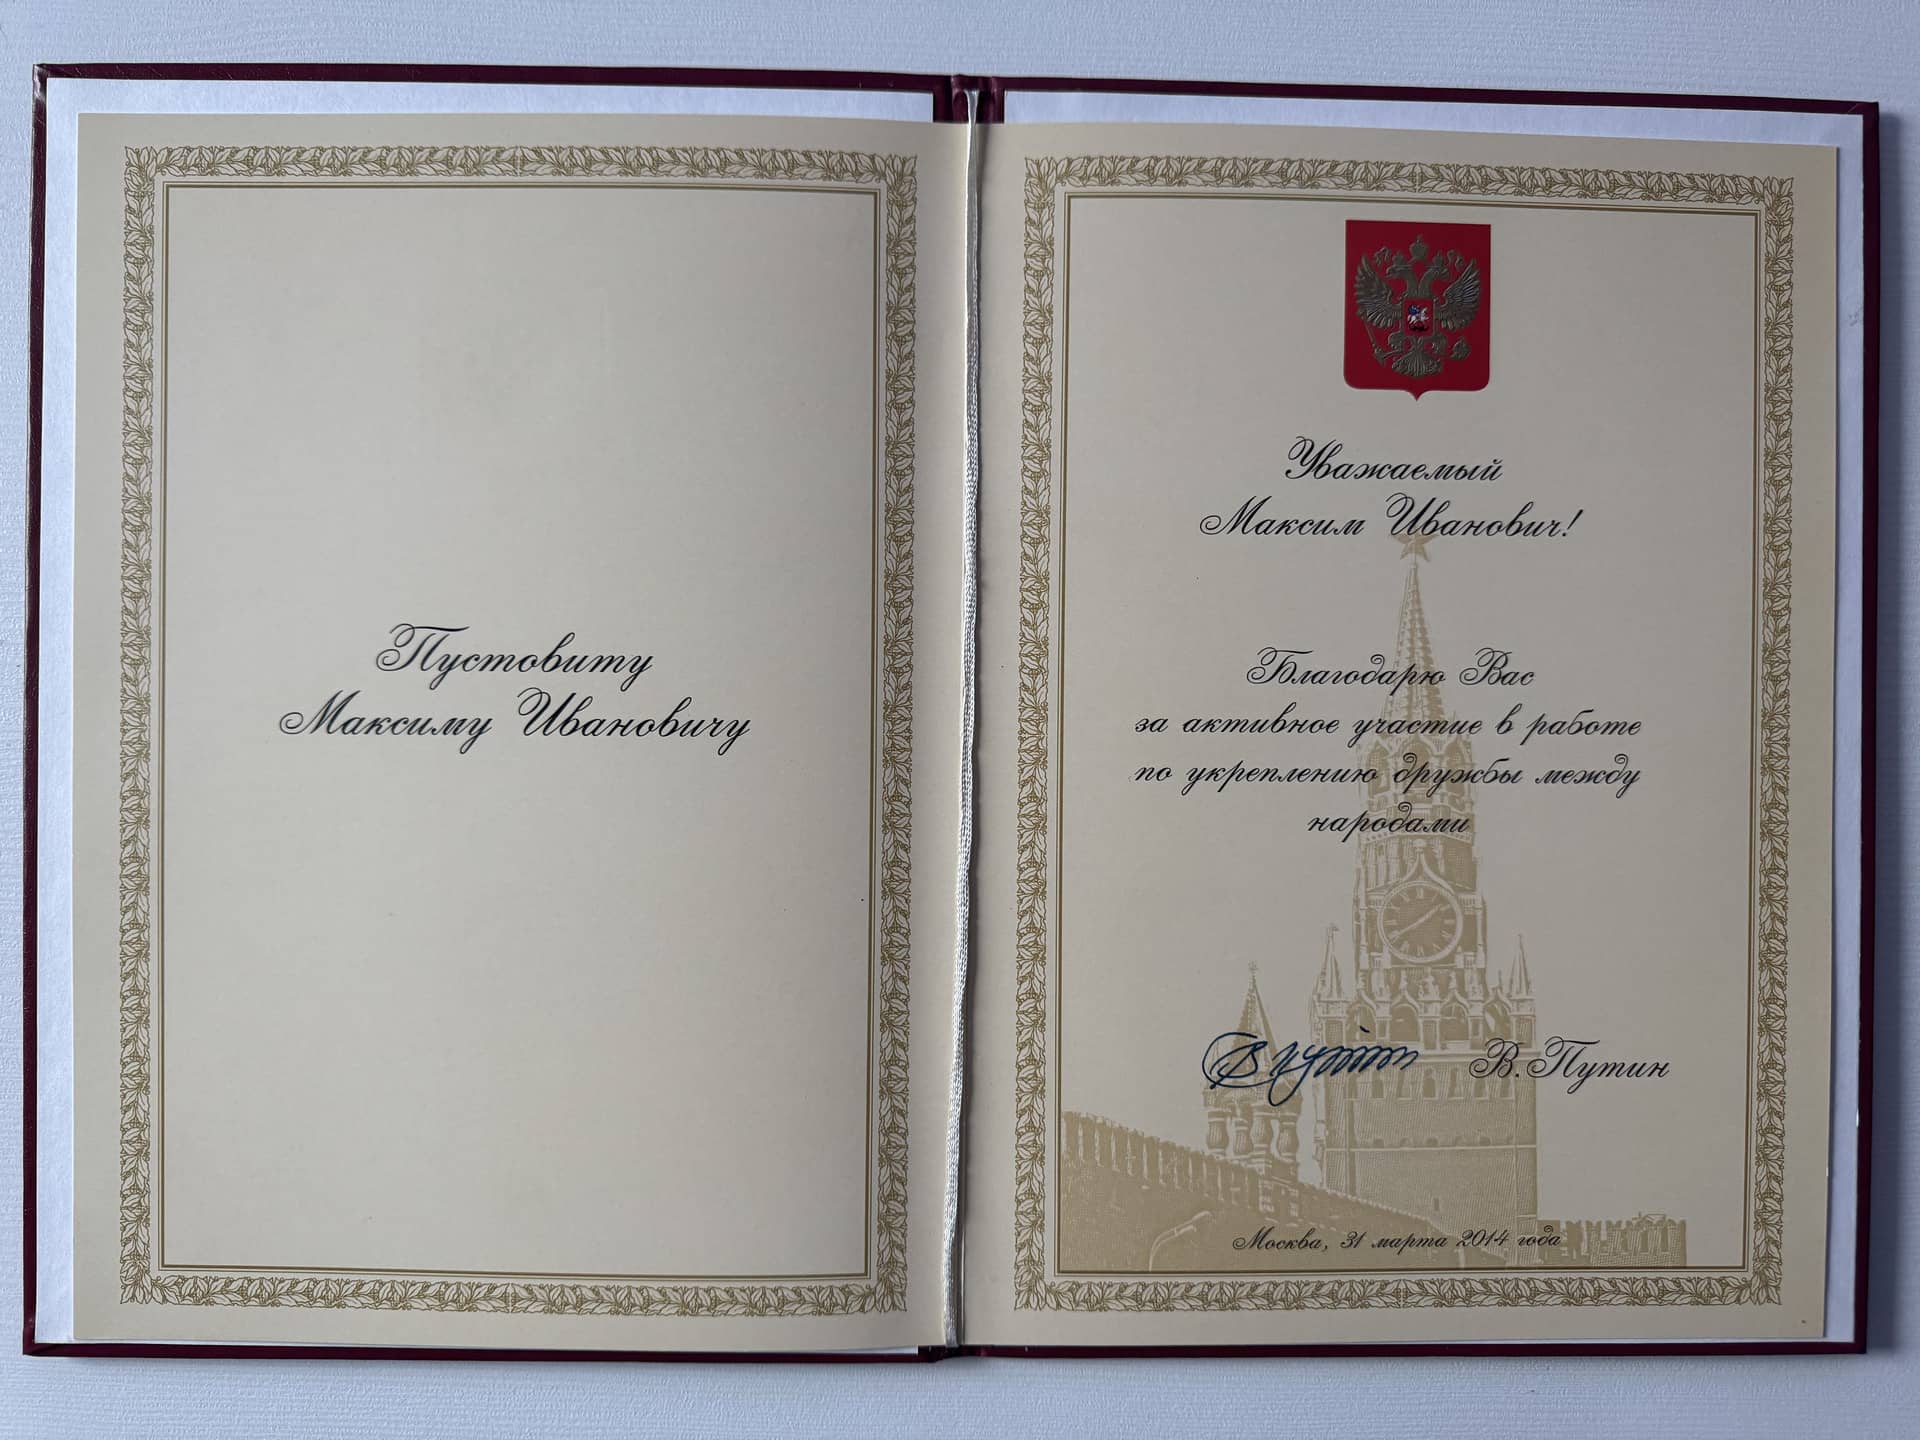 Пустовиту
Максиму Ивановичу
Уважаемый
Максим Иванович!
Благодарю Вас
за активное участие в работе
по укреплению дружбы между
народами
В. Путин
Москва, 31 марта 2014 года